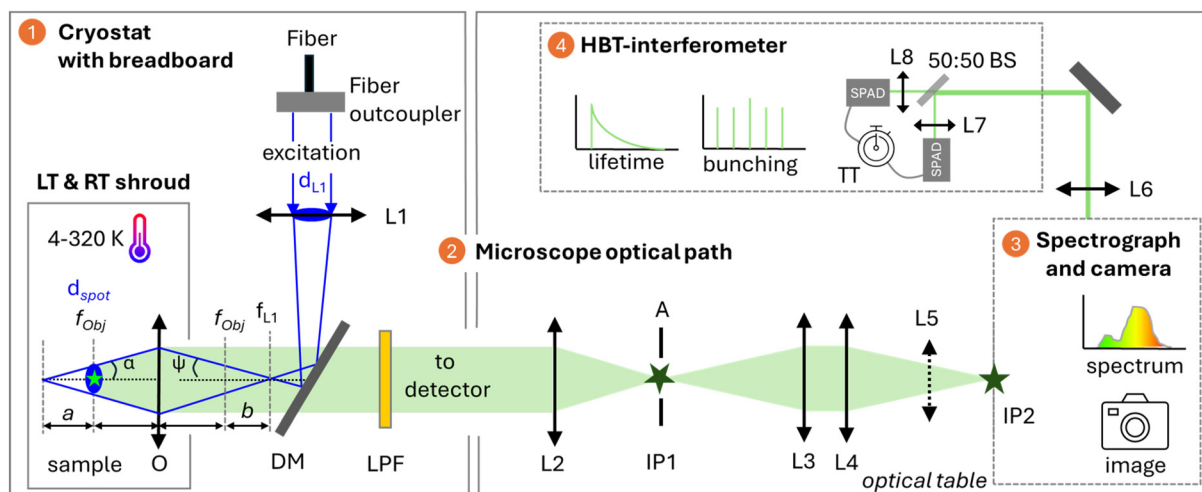 1 Cryostat
with breadboard
Fiber
Fiber
outcoupler
excitation
d_L1
L1
LT & RT shroud
4-320 K
d_spot
f_Obj
f_Obj
f_L1
α
ψ
a
b
sample
O
DM
LPF
to
detector
2 Microscope optical path
L2
A
IP1
L3
L4
L5
IP2
optical table
3 Spectrograph
and camera
spectrum
image
4 HBT-interferometer
lifetime
bunching
SPAD
L8
50:50 BS
L7
SPAD
TT
L6